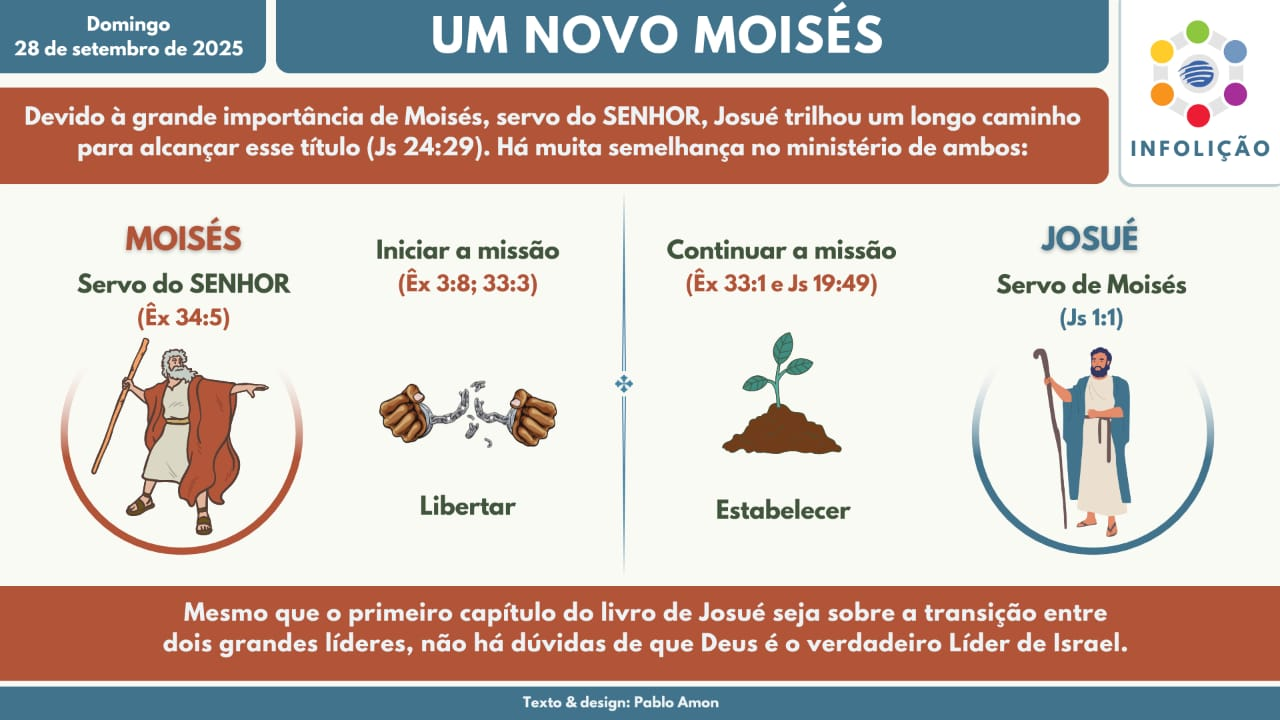 Domingo
28 de setembro de 2025
UM NOVO MOISÉS
INFOLIÇÃO
Devido à grande importância de Moisés, servo do SENHOR, Josué trilhou um longo caminho
para alcançar esse título (Js 24:29). Há muita semelhança no ministério de ambos:
MOISÉS
Servo do SENHOR
(Êx 34:5)
Iniciar a missão
(Êx 3:8; 33:3)
Libertar
Continuar a missão
(Êx 33:1 e Js 19:49)
Estabelecer
JOSUÉ
Servo de Moisés
(Js 1:1)
Mesmo que o primeiro capítulo do livro de Josué seja sobre a transição entre
dois grandes líderes, não há dúvidas de que Deus é o verdadeiro Líder de Israel.
Texto & design: Pablo Amon